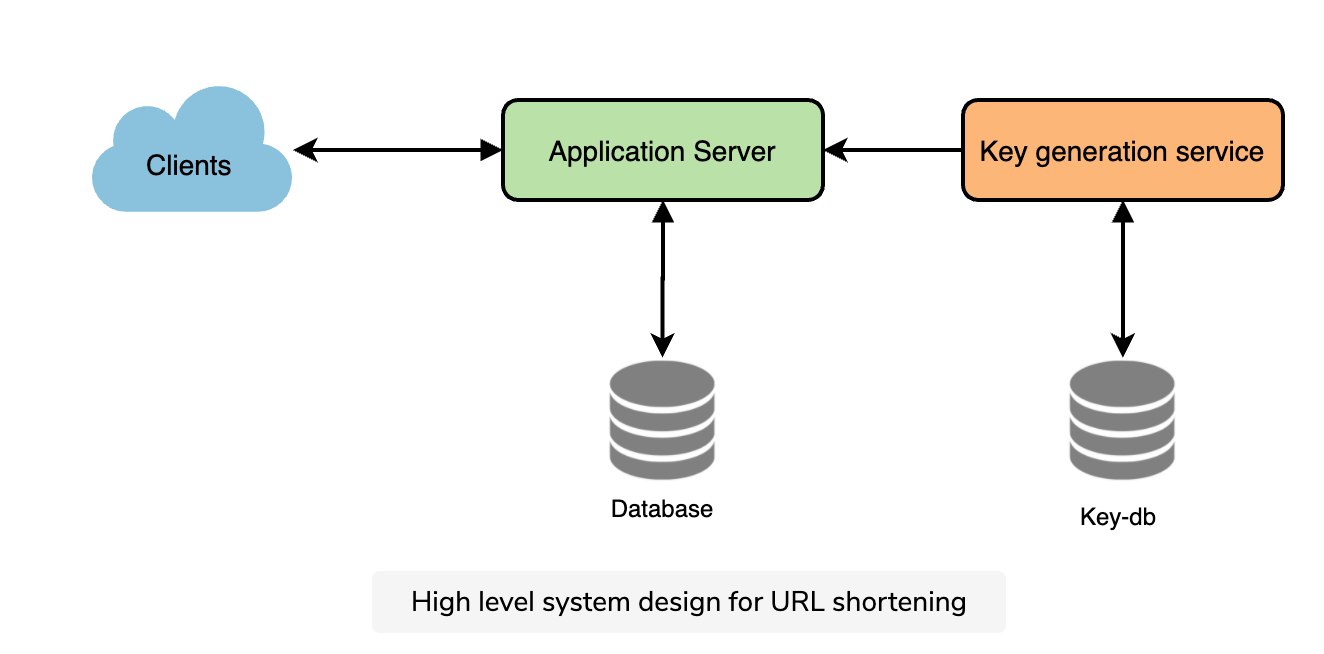 Clients
Application Server
Key generation service
Database
Key-db
High level system design for URL shortening